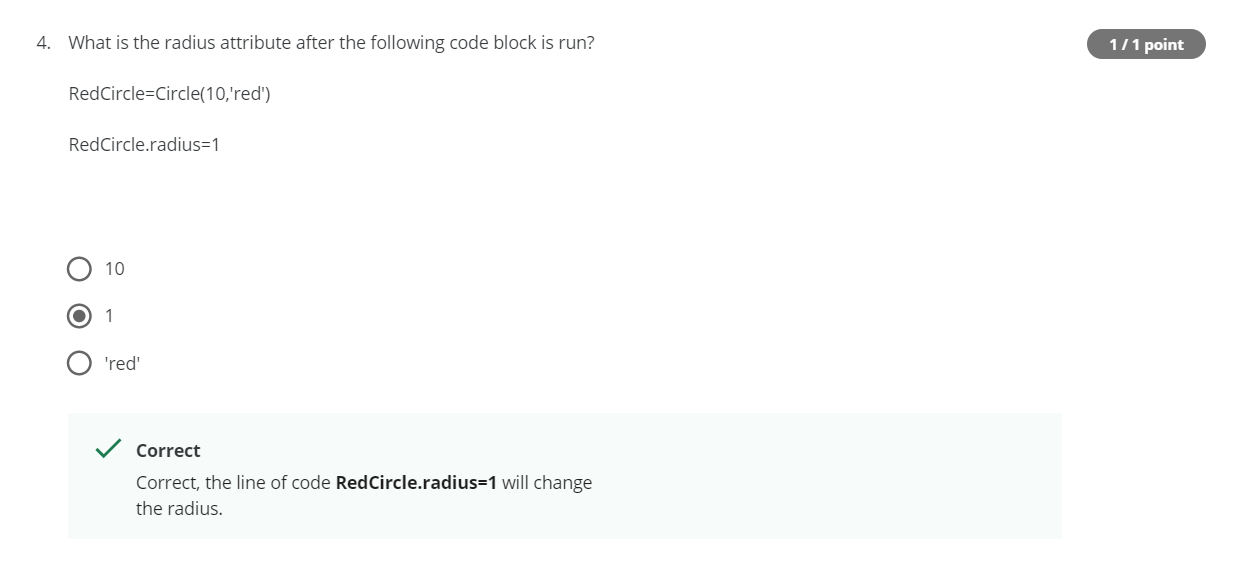 4. What is the radius attribute after the following code block is run?
1 / 1 point
RedCircle=Circle(10,'red')
RedCircle.radius=1
10
1
'red'
Correct
Correct, the line of code RedCircle.radius=1 will change
the radius.